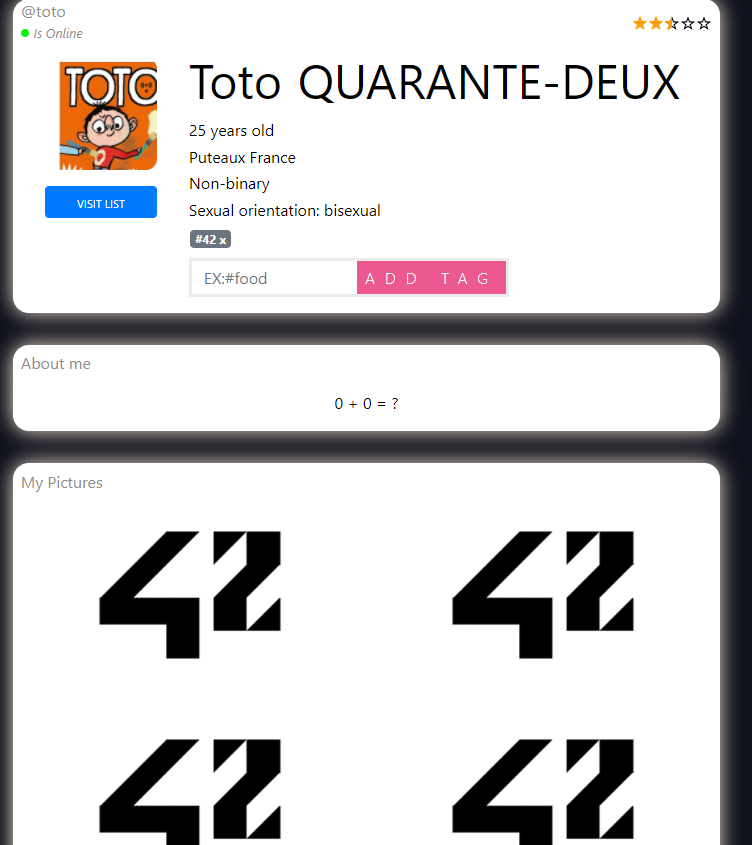 @toto
Is Online
TOTO
Toto QUARANTE-DEUX
25 years old
Puteaux France
Non-binary
Sexual orientation: bisexual
VISIT LIST
#42 x
EX:#food
ADD TAG
About me
0 + 0 = ?
My Pictures
42
42
42
42